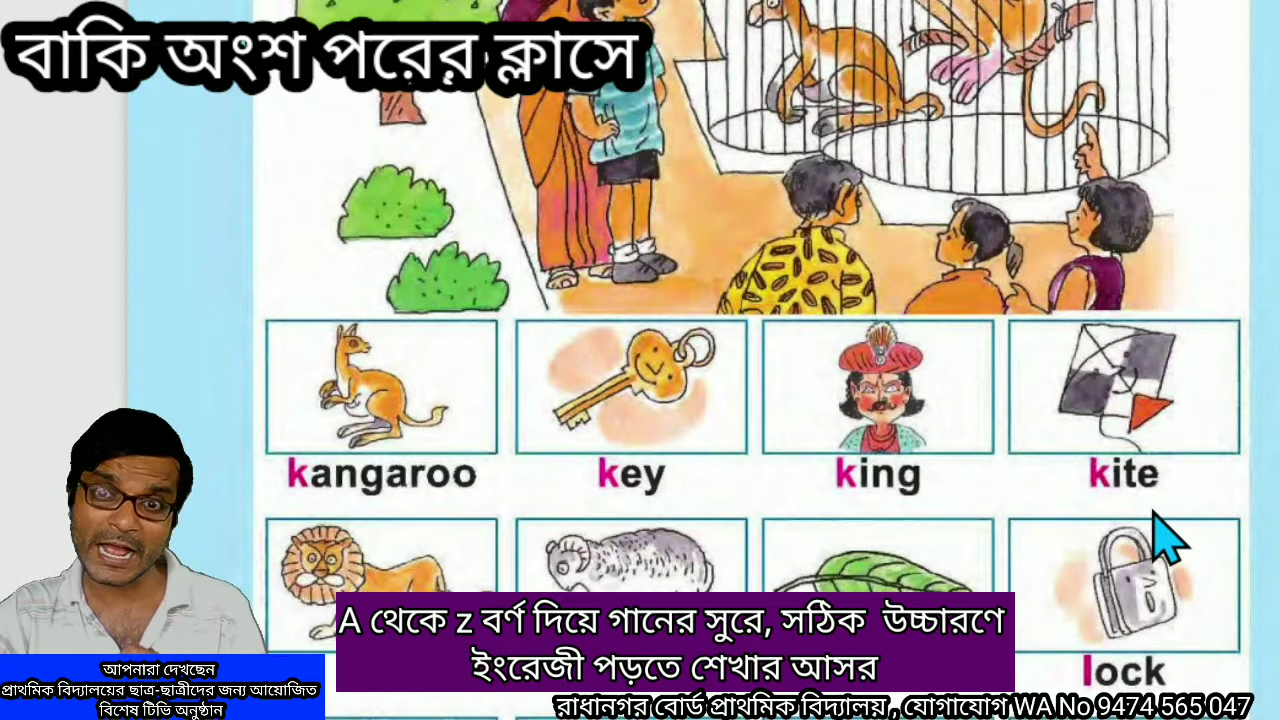 বাকি অংশ পরের ক্লাসে
kangaroo key king kite
lock
A থেকে z বর্ণ দিয়ে গানের সুরে, সঠিক উচ্চারণে
ইংরেজী পড়তে শেখার আসর
আপনারা দেখছেন
প্রাথমিক বিদ্যালয়ের ছাত্র-ছাত্রীদের জন্য আয়োজিত
বিশেষ টিভি অনুষ্ঠান
রাধানগর বোর্ড প্রাথমিক বিদ্যালয় , যোগাযোগ WA No 9474 565 047